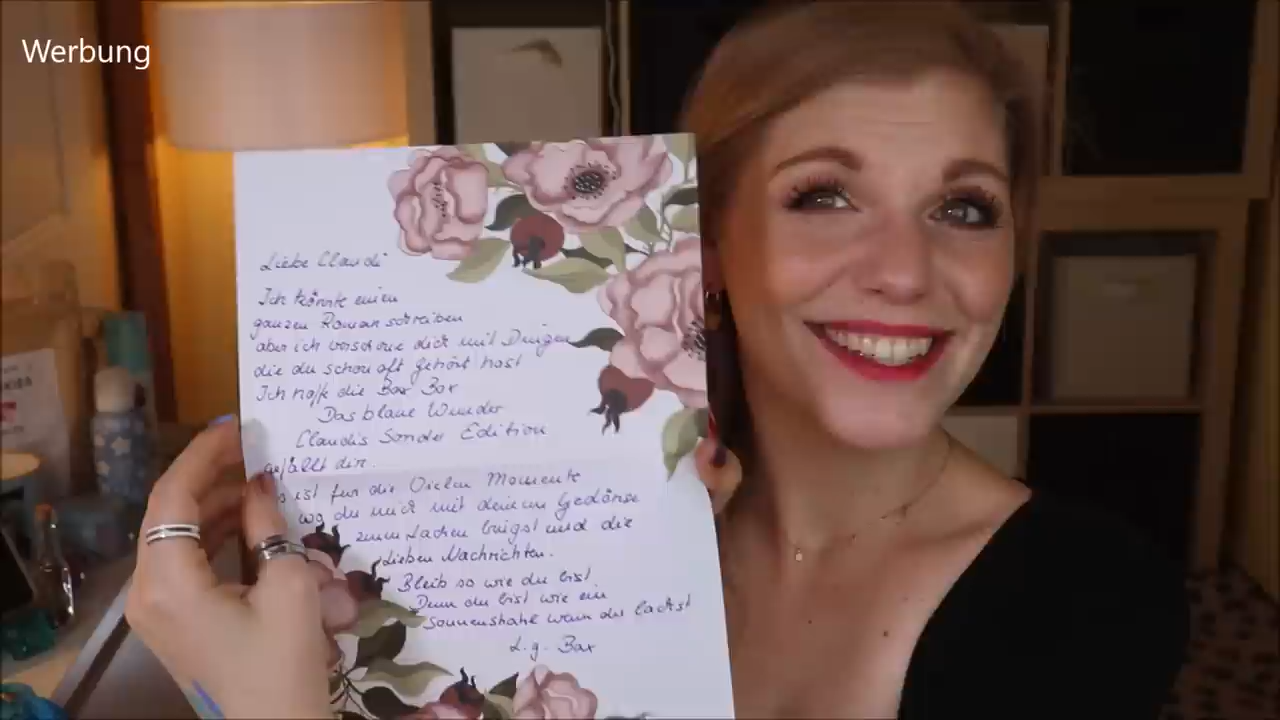 Werbung
Liebe Claudi
Ich könnte einen
ganzen Roman schreiben
aber ich verschone dich mit Dingen
die du schon oft gehört hast
Ich hoffe die Bar Box
Das blaue Wunder
Claudis Sonder Edition
gefällt dir.
ist für die Vielen Momente
wo du mich mit deinem Gedönse
zum Lachen bringst und die
Lieben Nachrichten.
Bleib so wie du bist.
Denn du bist wie ein
Sonnenstrahl wenn du lachst
L.g.